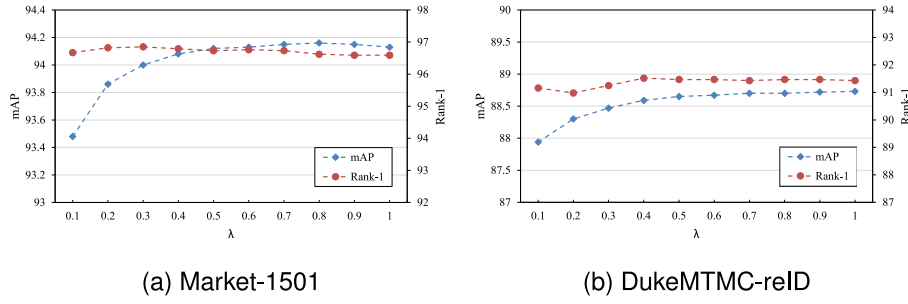 94.4
94.2
94
93.8
93.6
93.4
93.2
93
mAP
98
97
96
95
94
93
92
Rank-1
mAP
Rank-1
0.1 0.2 0.3 0.4 0.5 0.6 0.7 0.8 0.9 1
λ
(a) Market-1501
90
89.5
89
88.5
88
87.5
87
mAP
94
93
92
91
90
89
88
87
Rank-1
mAP
Rank-1
0.1 0.2 0.3 0.4 0.5 0.6 0.7 0.8 0.9 1
λ
(b) DukeMTMC-reID